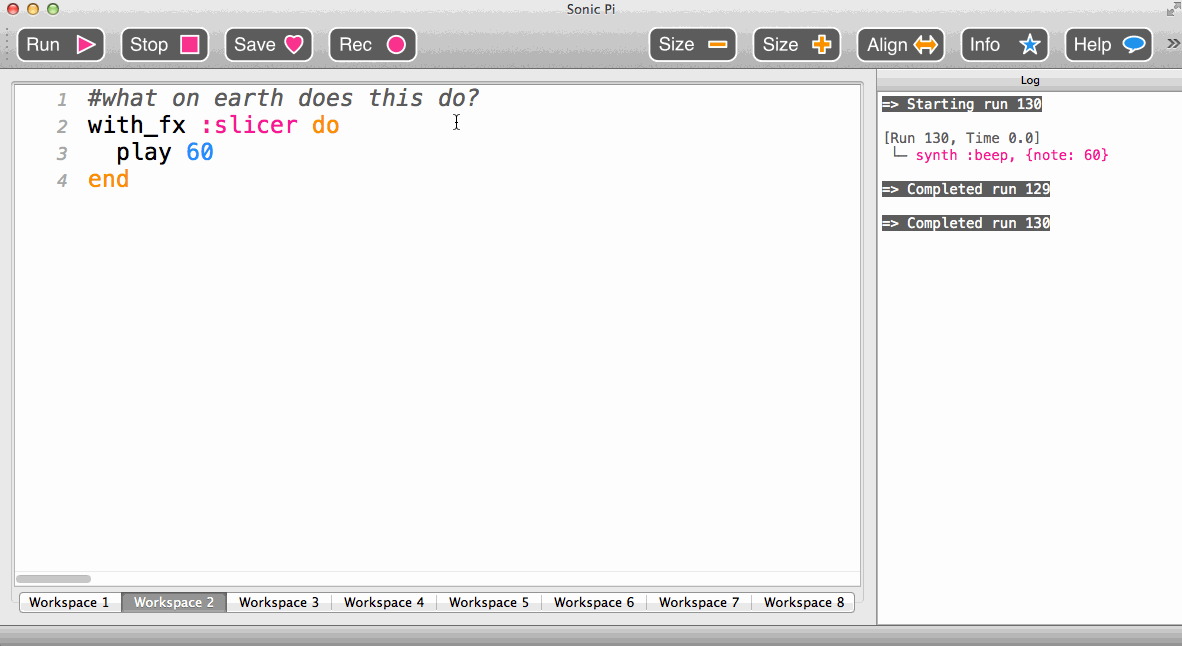 Sonic Pi
Run Stop Save Rec Size Size Align Info Help
Log
1 #what on earth does this do?
2 with_fx :slicer do
3 play 60
4 end
=> Starting run 130
[Run 130, Time 0.0]
└─ synth :beep, {note: 60}
=> Completed run 129
=> Completed run 130
Workspace 1 Workspace 2 Workspace 3 Workspace 4 Workspace 5 Workspace 6 Workspace 7 Workspace 8